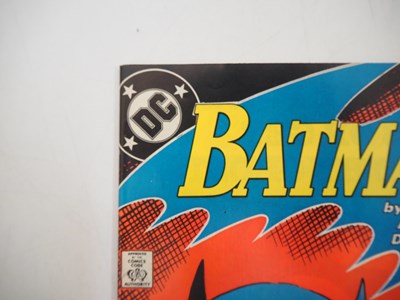 DC
BATMA
by
D
APPROVED
BY THE
COMICS
CODE
AUTHORITY